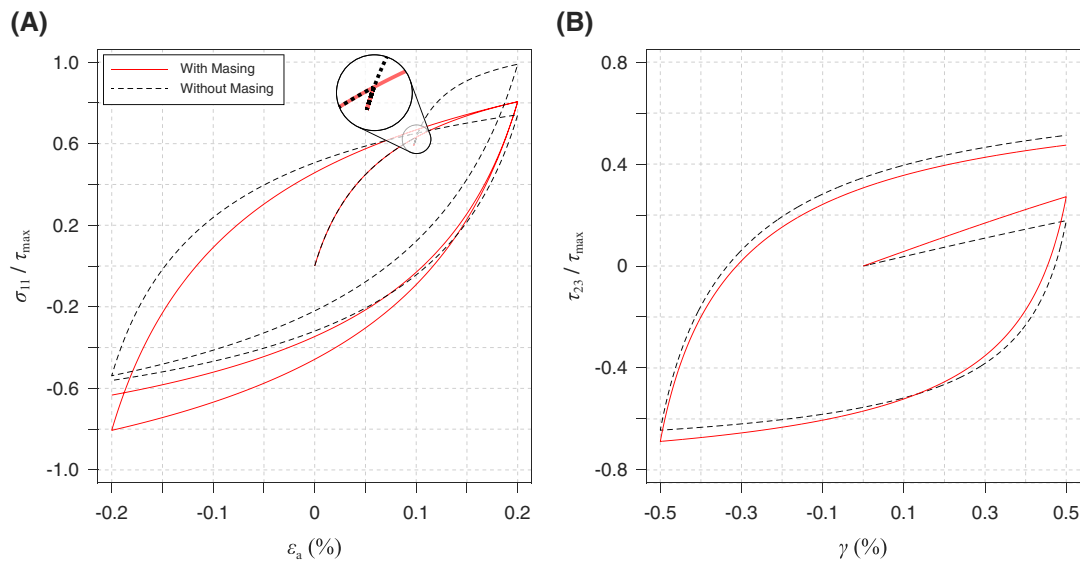 (A)
(B)
With Masing
Without Masing
1.0
0.6
0.2
-0.2
-0.6
-1.0
σ11 / τmax
-0.2
-0.1
0
0.1
0.2
εa (%)
0.8
0.4
0
-0.4
-0.8
τ23 / τmax
-0.5
-0.3
-0.1
0.1
0.3
0.5
γ (%)